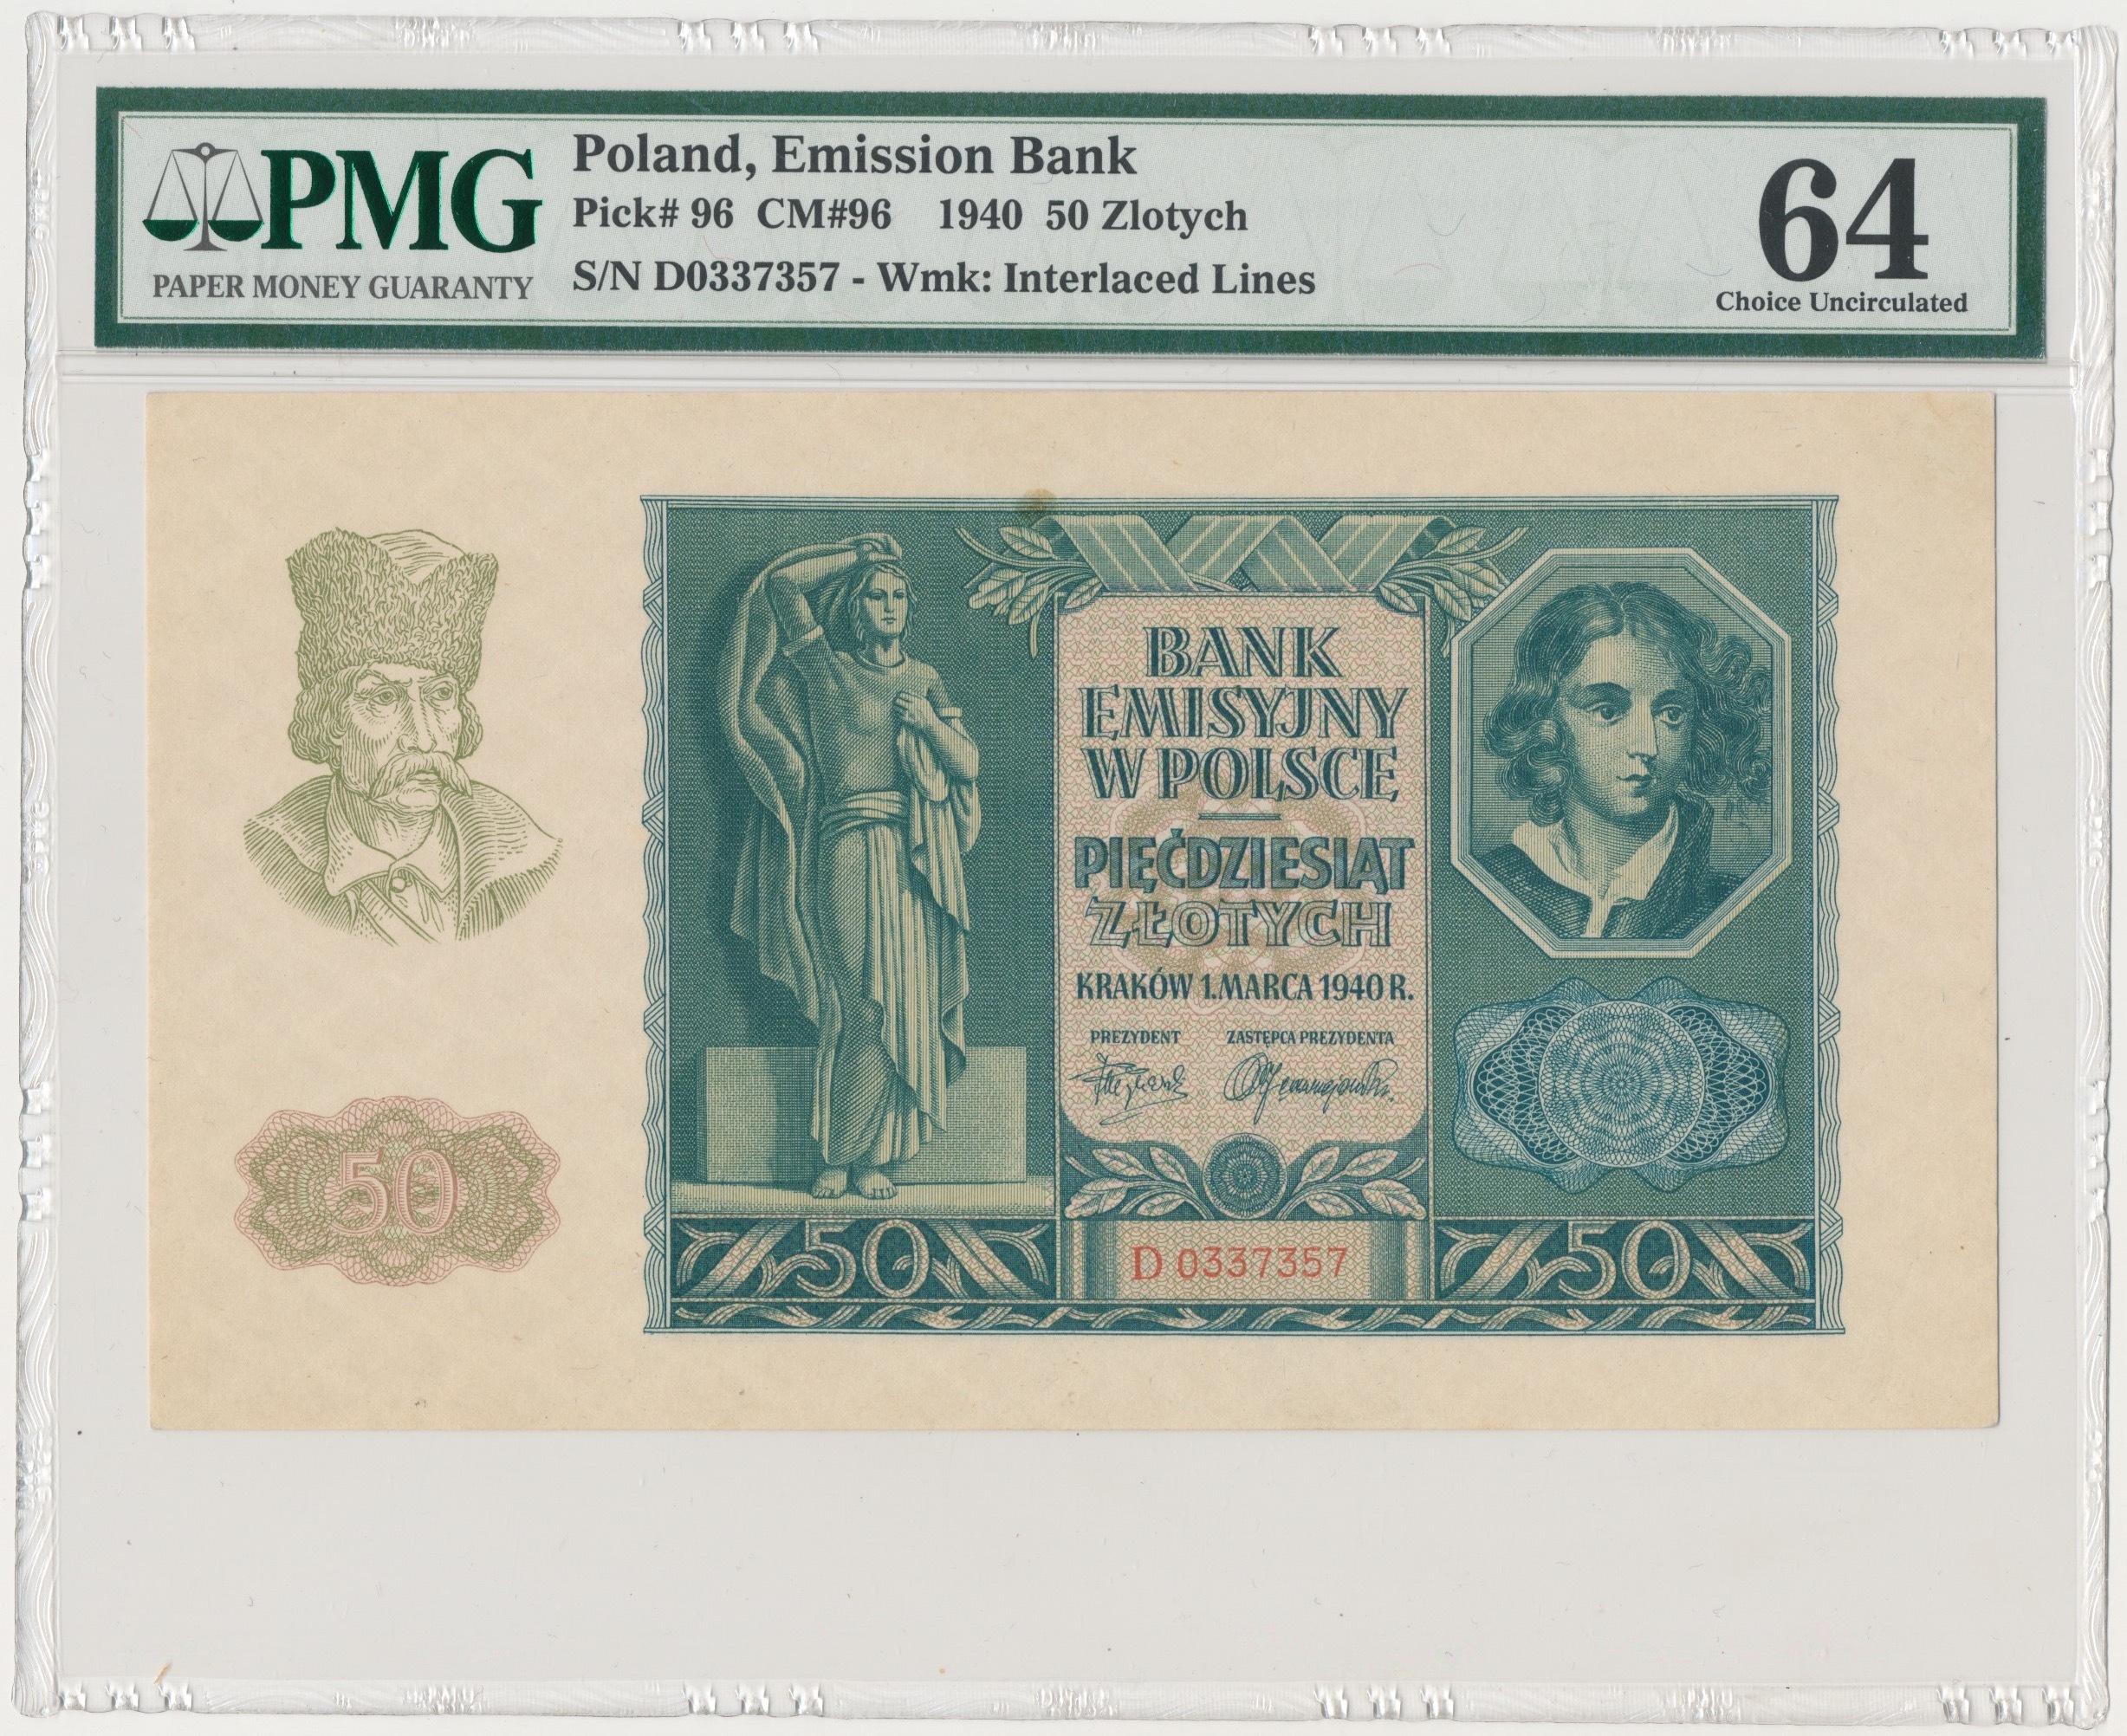 PMG
PAPER MONEY GUARANTY
Poland, Emission Bank
Pick# 96 CM#96 1940 50 Zlotych
S/N D0337357 - Wmk: Interlaced Lines
64
Choice Uncirculated
BANK
EMISYJNY
W POLSCE
PIĘĆDZIESIĄT
ZŁOTYCH
KRAKÓW 1. MARCA 1940 R.
PREZYDENT ZASTĘPCA PREZYDENTA
50
50 D 0337357 50